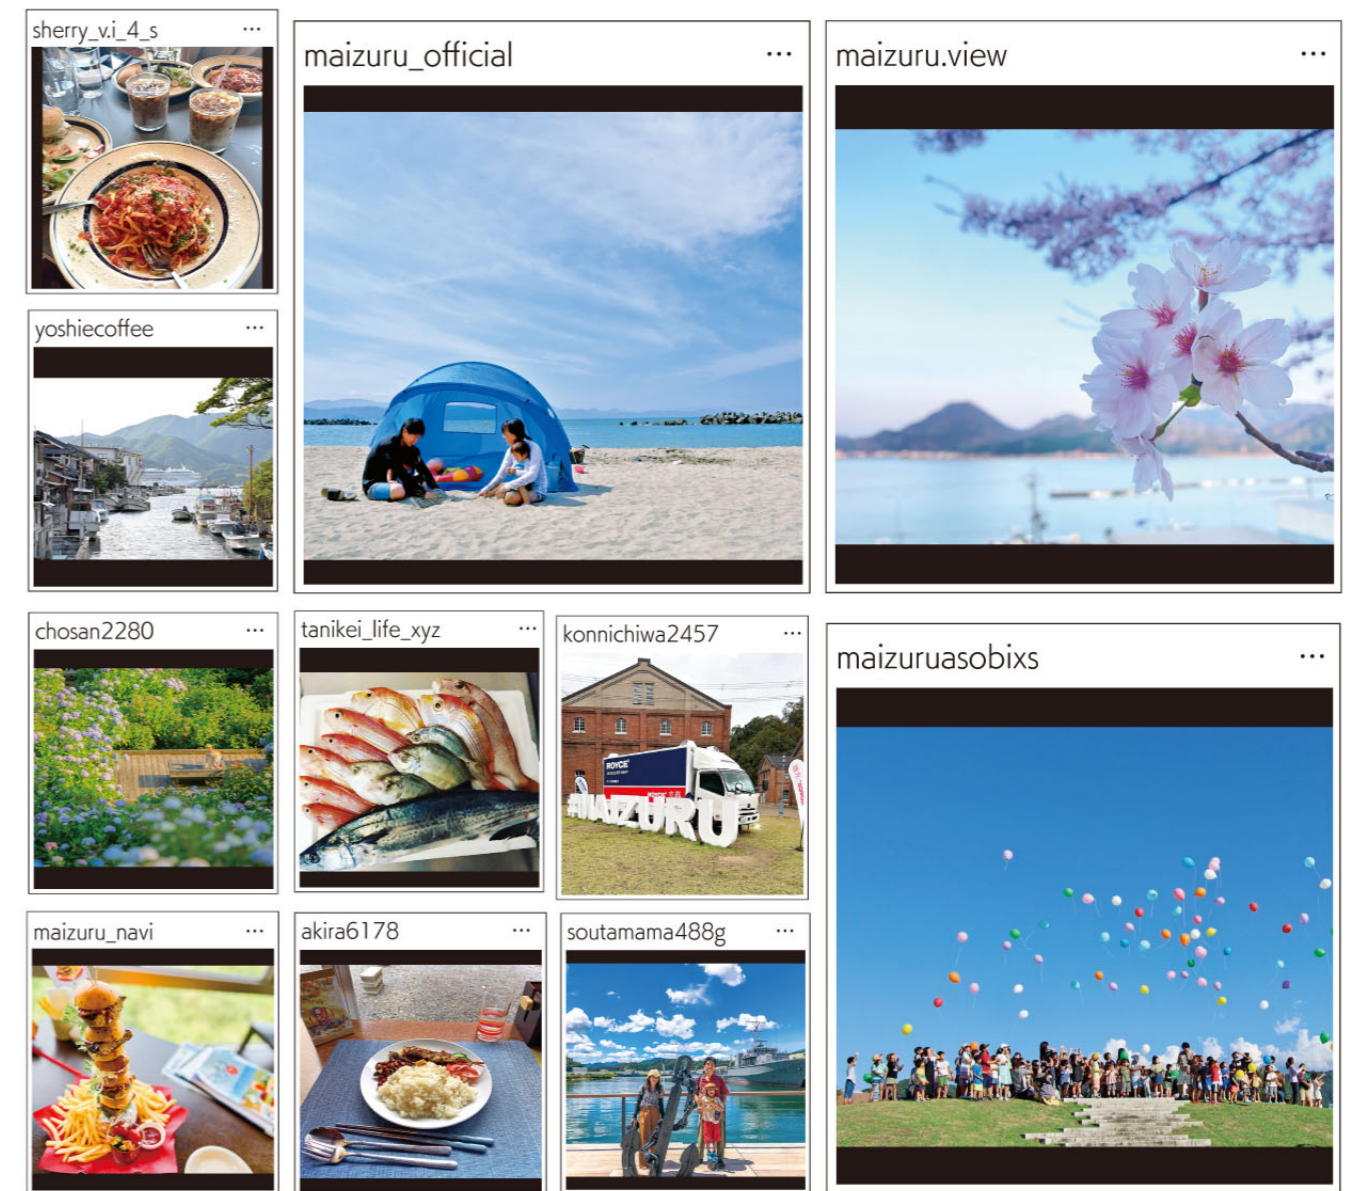 sherry_v.i_4_s
maizuru_official
maizuru.view
yoshiecoffee
chosan2280
tanikei_life_xyz
konnichiwa2457
ROYCE'
#MAIZURU
maizuruasobixs
maizuru_navi
akira6178
soutamama488g